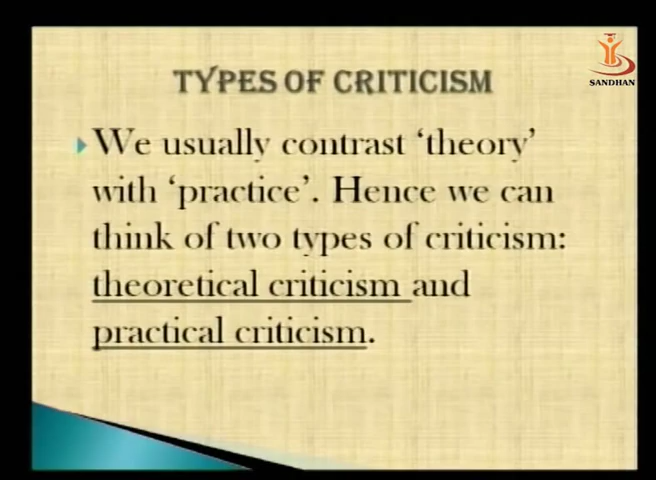 SANDHAN
TYPES OF CRITICISM
We usually contrast ‘theory’
with ‘practice’. Hence we can
think of two types of criticism:
theoretical criticism and
practical criticism.